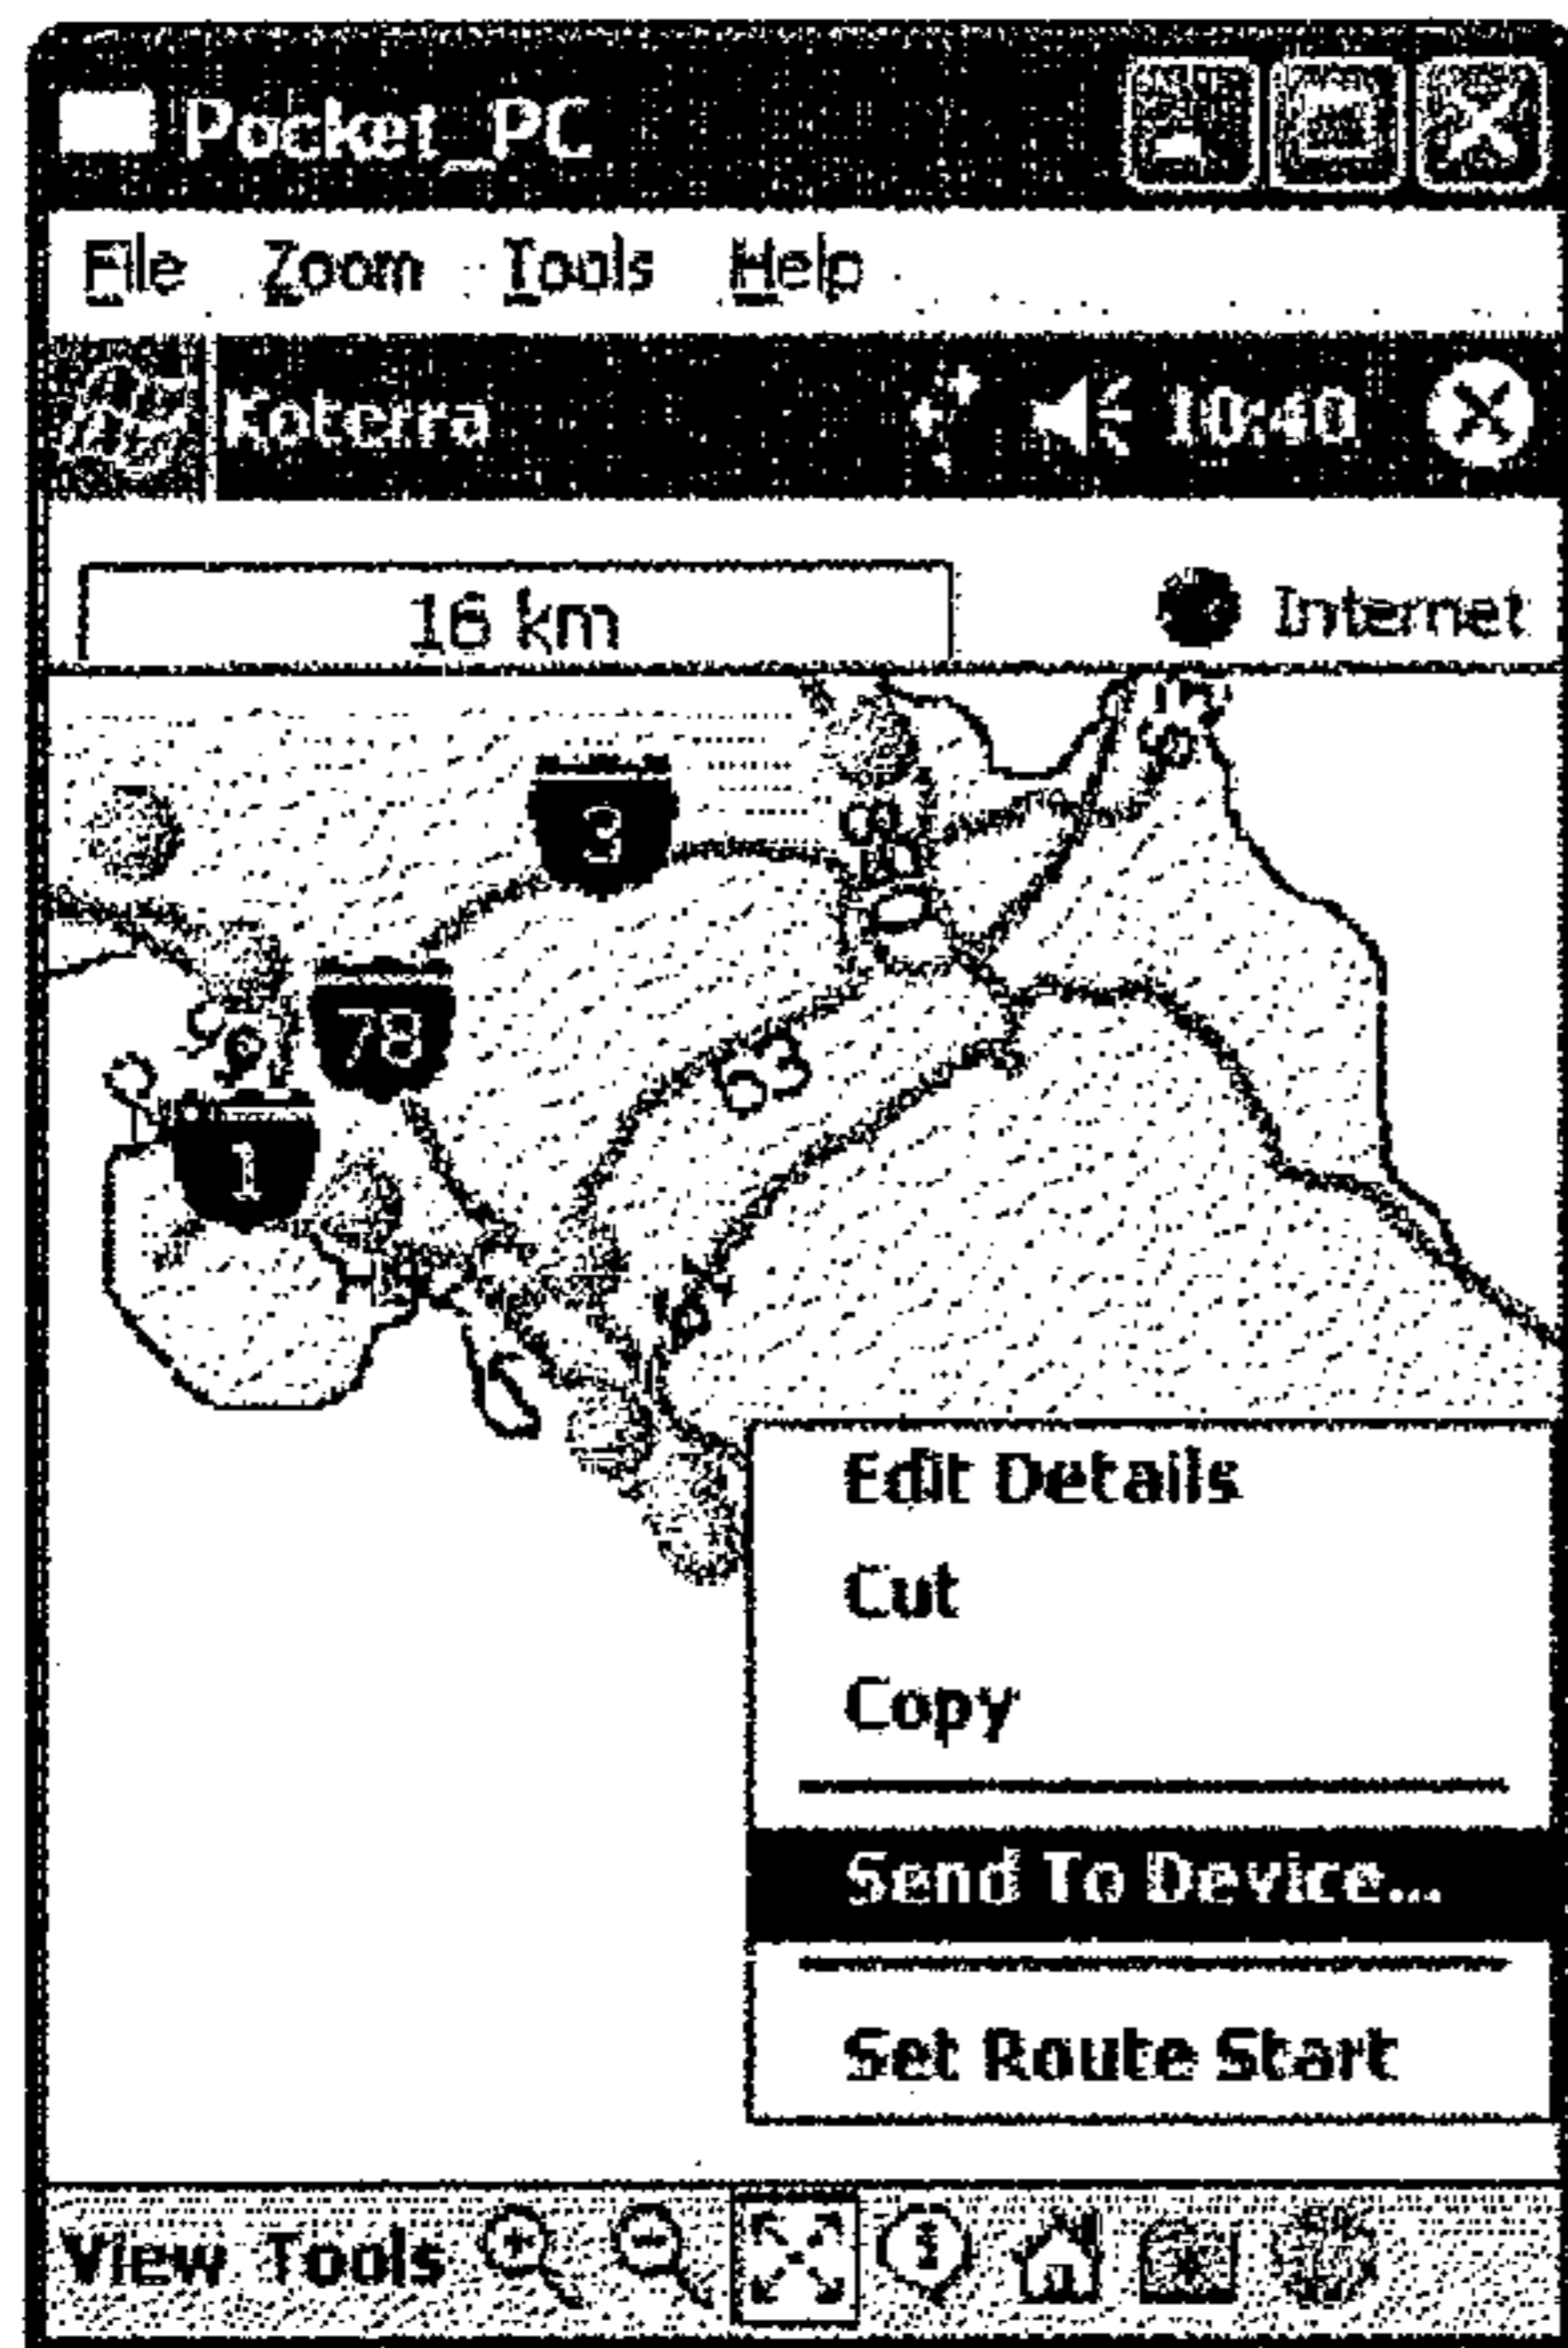 Pocket_PC
File Zoom Tools Help
Koterra 10:40
16 km Internet
3
78
63
1
Edit Details
Cut
Copy
Send To Device...
Set Route Start
View Tools